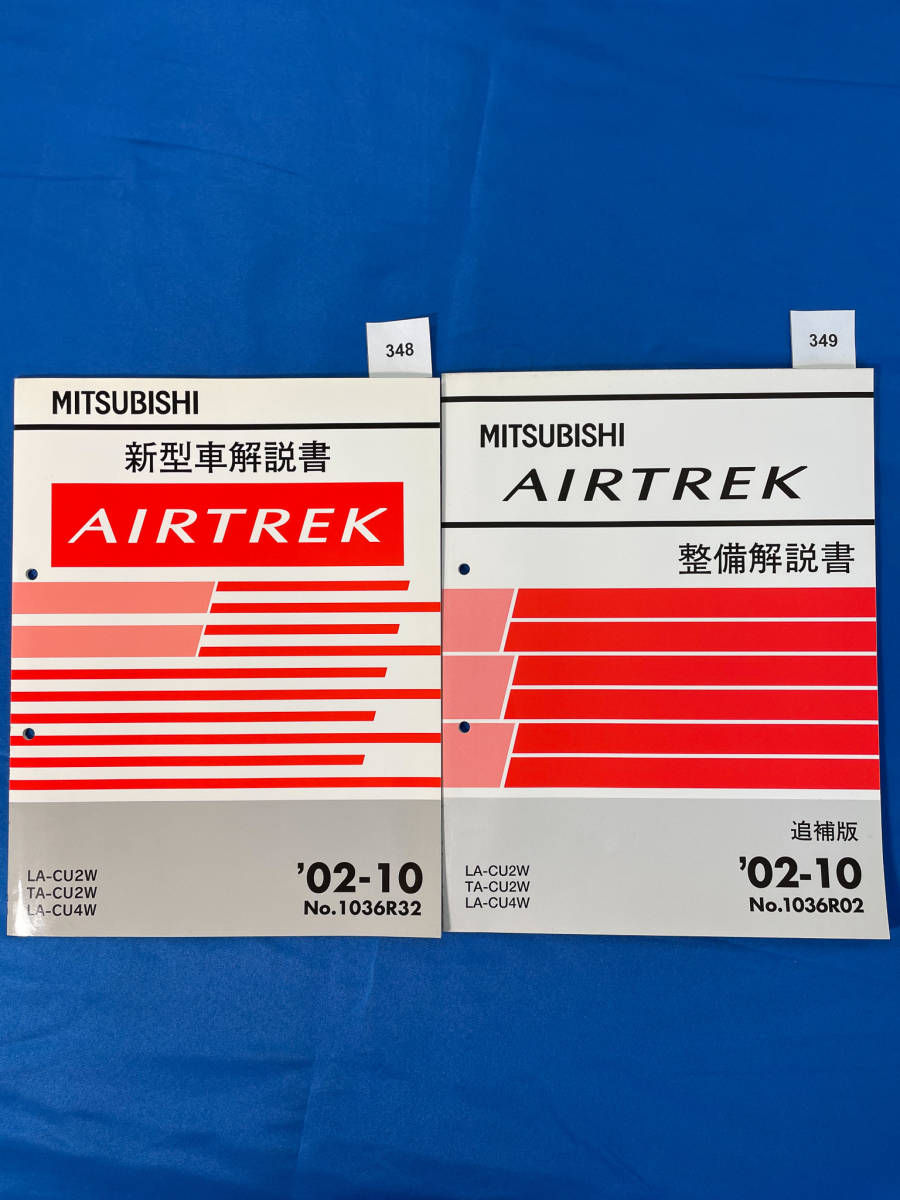 348
MITSUBISHI
新型車解説書
AIRTREK
LA-CU2W
TA-CU2W
LA-CU4W
'02-10
No.1036R32
349
MITSUBISHI
AIRTREK
整備解説書
追補版
LA-CU2W
TA-CU2W
LA-CU4W
'02-10
No.1036R02